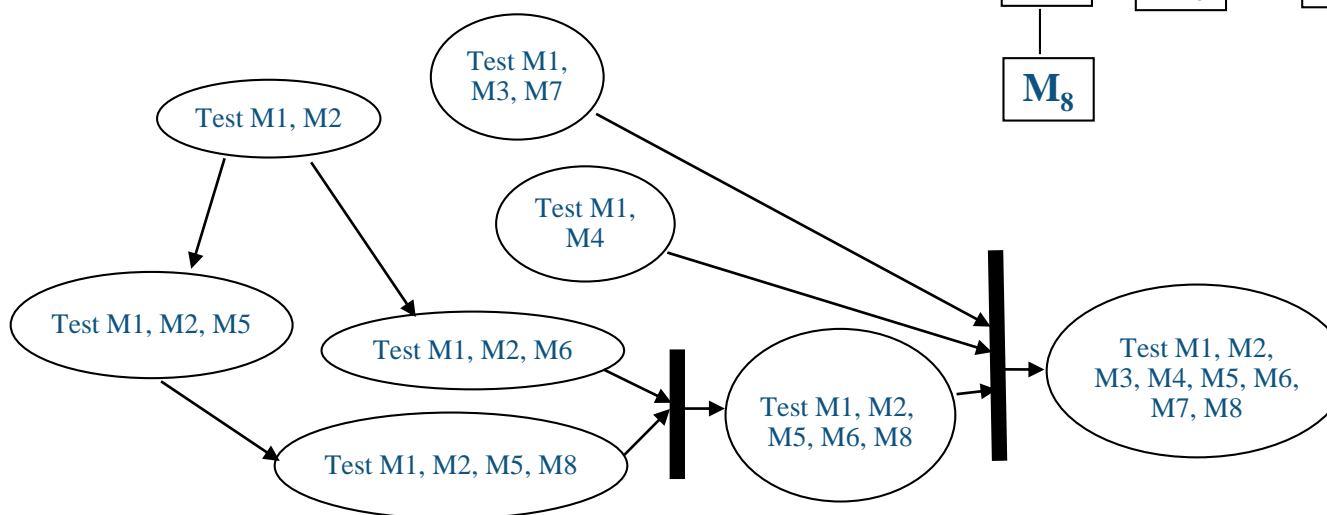 M₈
Test M1,
M3, M7
Test M1, M2
Test M1,
M4
Test M1, M2, M5
Test M1, M2, M6
Test M1, M2,
M3, M4, M5, M6,
M7, M8
Test M1, M2,
M5, M6, M8
Test M1, M2, M5, M8